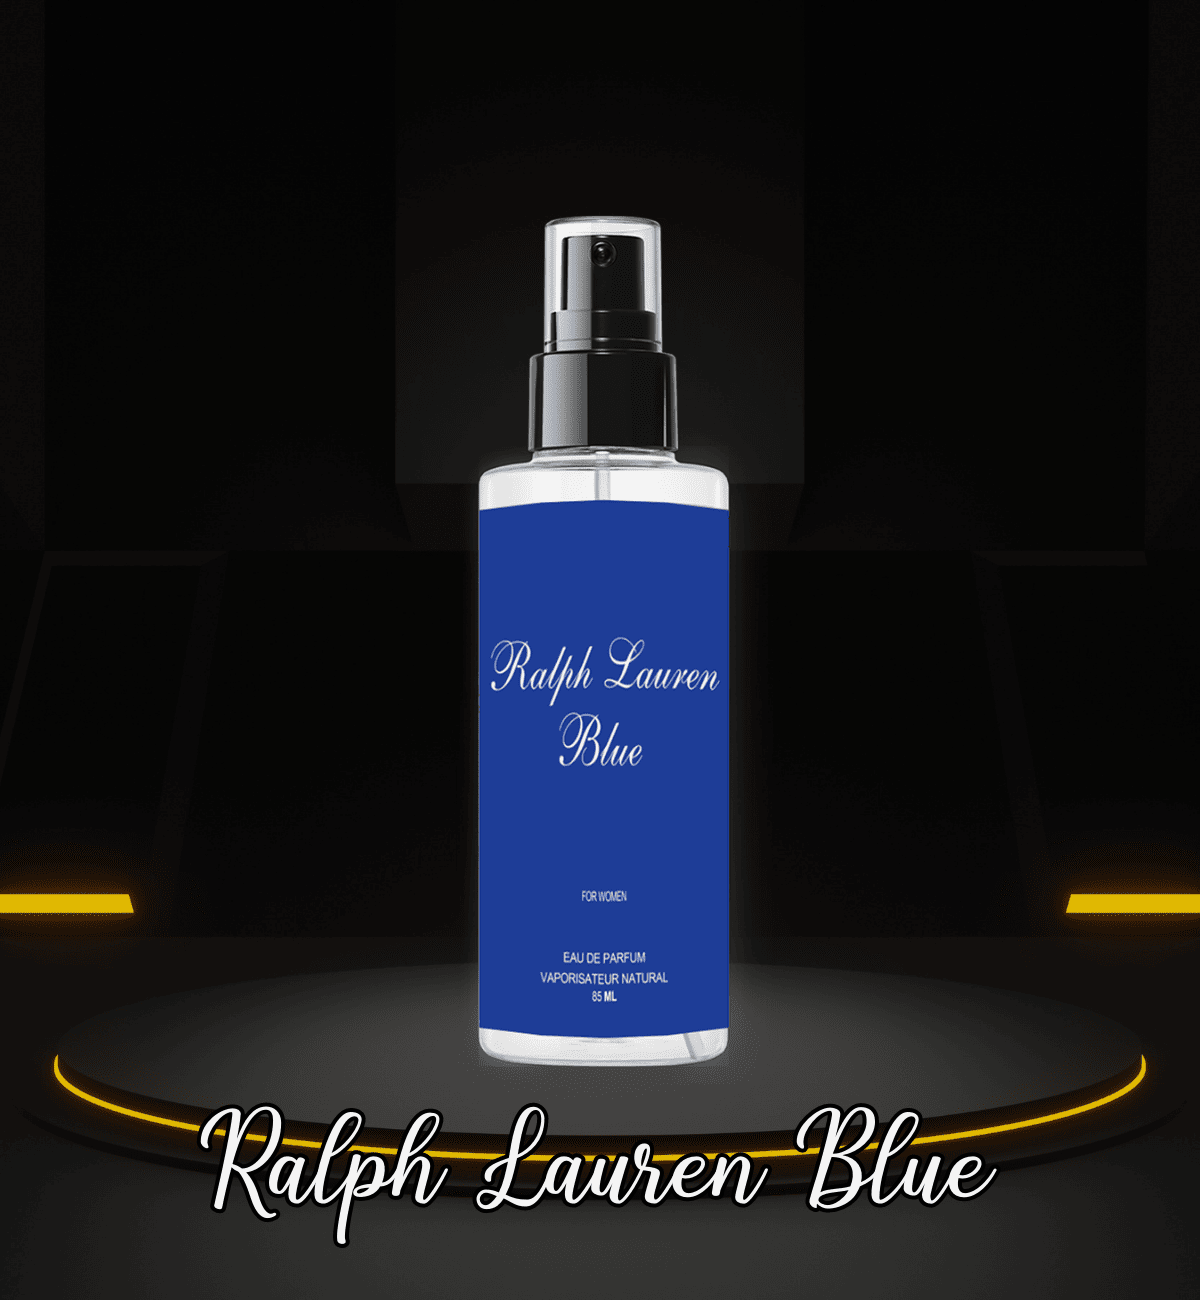 Ralph Lauren
Blue
FOR WOMEN
EAU DE PARFUM
VAPORISATEUR NATURAL
85 ML
Ralph Lauren Blue